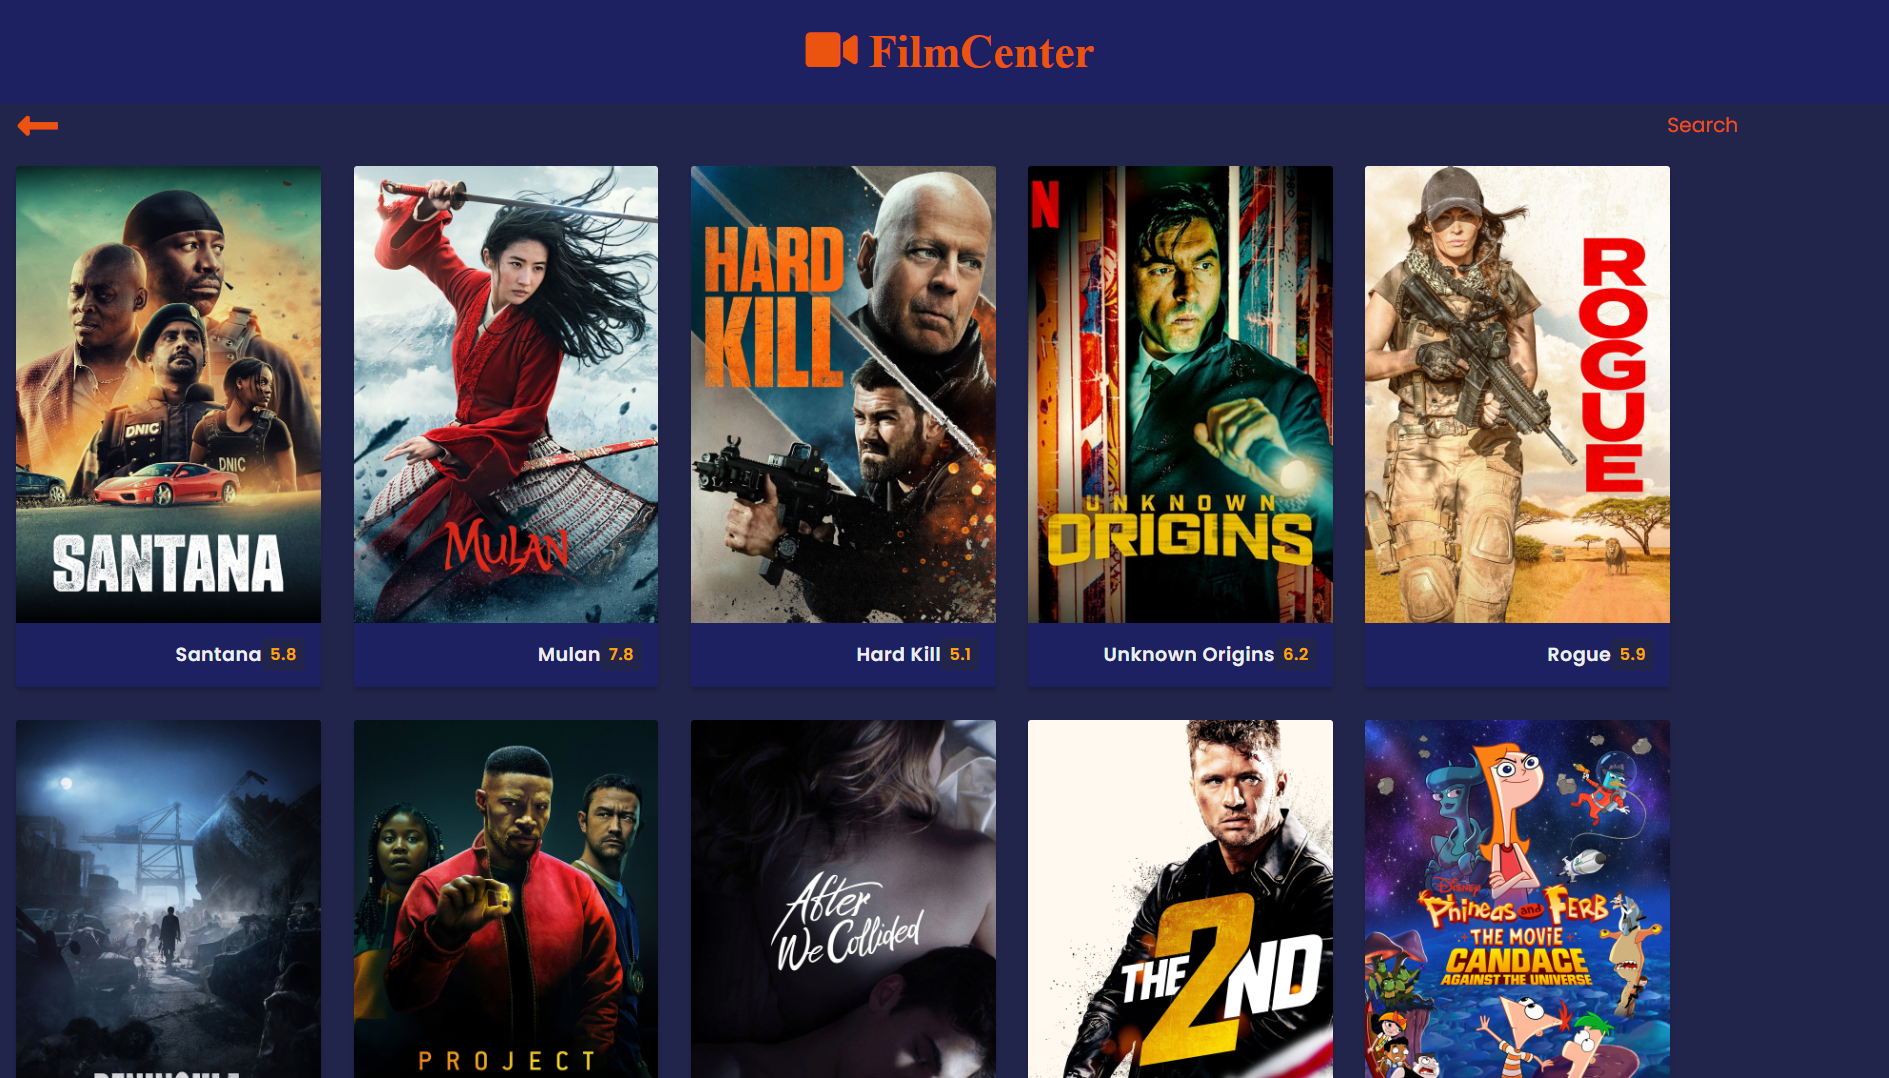 FilmCenter
Search
DNIC
DNIC
SANTANA
MULAN
HARD
KILL
N
UNKNOWN
ORIGINS
ROGUE
Santana 5.8
Mulan 7.8
Hard Kill 5.1
Unknown Origins 6.2
Rogue 5.9
PROJECT
After
We Collided
THE 2ND
Disney
Phineas and Ferb
THE MOVIE
CANDACE
AGAINST THE UNIVERSE